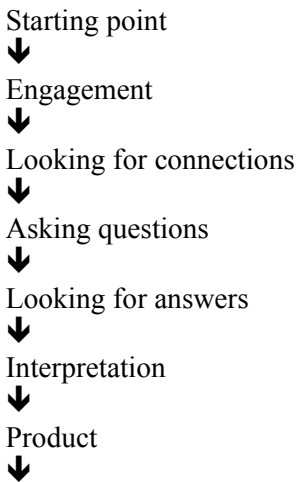 Starting point
🡻
Engagement
🡻
Looking for connections
🡻
Asking questions
🡻
Looking for answers
🡻
Interpretation
🡻
Product
🡻